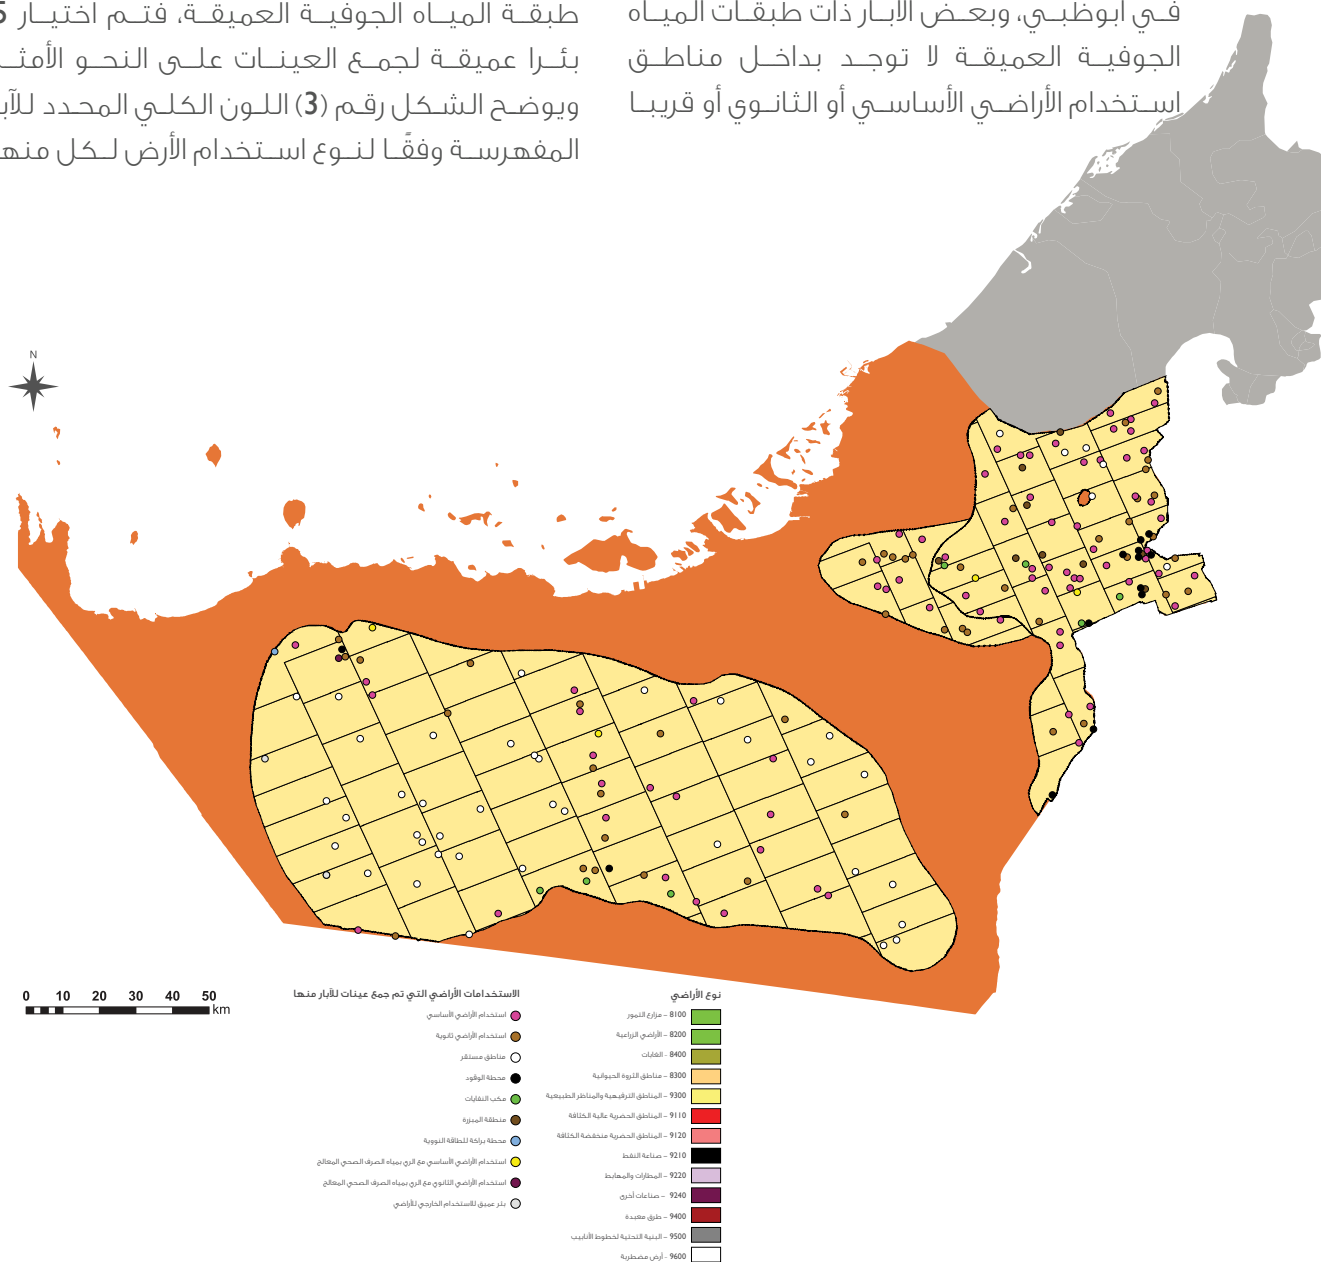 في أبوظبي، وبعض الآبار ذات طبقات المياه
الجوفية العميقة لا توجد بداخل مناطق
استخدام الأراضي الأساسي أو الثانوي أو قريبا
طبقة المياه الجوفية العميقة، فتم اختيار 5
بئرا عميقة لجمع العينات على النحو الأمثـ
ويوضح الشكل رقم (3) اللون الكلي المحدد للآبا
المفهرسة وفقًا لنوع استخدام الأرض لكل منها
N
0 10 20 30 40 50
km
نوع الأراضي
8100 – مزارع التمور
8200 – الأراضي الزراعية
8400 - الغابات
8300 – مناطق الثروة الحيوانية
9300 – المناطق الترفيهية والمناظر الطبيعية
9110 – المناطق الحضرية عالية الكثافة
9120 – المناطق الحضرية منخفضة الكثافة
9210 – صناعة النفط
9220 – المطارات والمهابط
9240 – صناعات أخرى
9400 – طرق معبدة
9500 – البنية التحتية لخطوط الأنابيب
9600 - أرض مضطربة
الاستخدامات الأراضي التي تم جمع عينات للآبار منها
استخدام الأراضي الأساسي
استخدام الأراضي ثانوية
مناطق مستقر
محطة الوقود
مكب النفايات
منطقة المبزرة
محطة براكة للطاقة النووية
استخدام الأراضي الأساسي مع الري بمياه الصرف الصحي المعالج
استخدام الأراضي الثانوي مع الري بمياه الصرف الصحي المعالج
بئر عميق للاستخدام الخارجي للأراضي